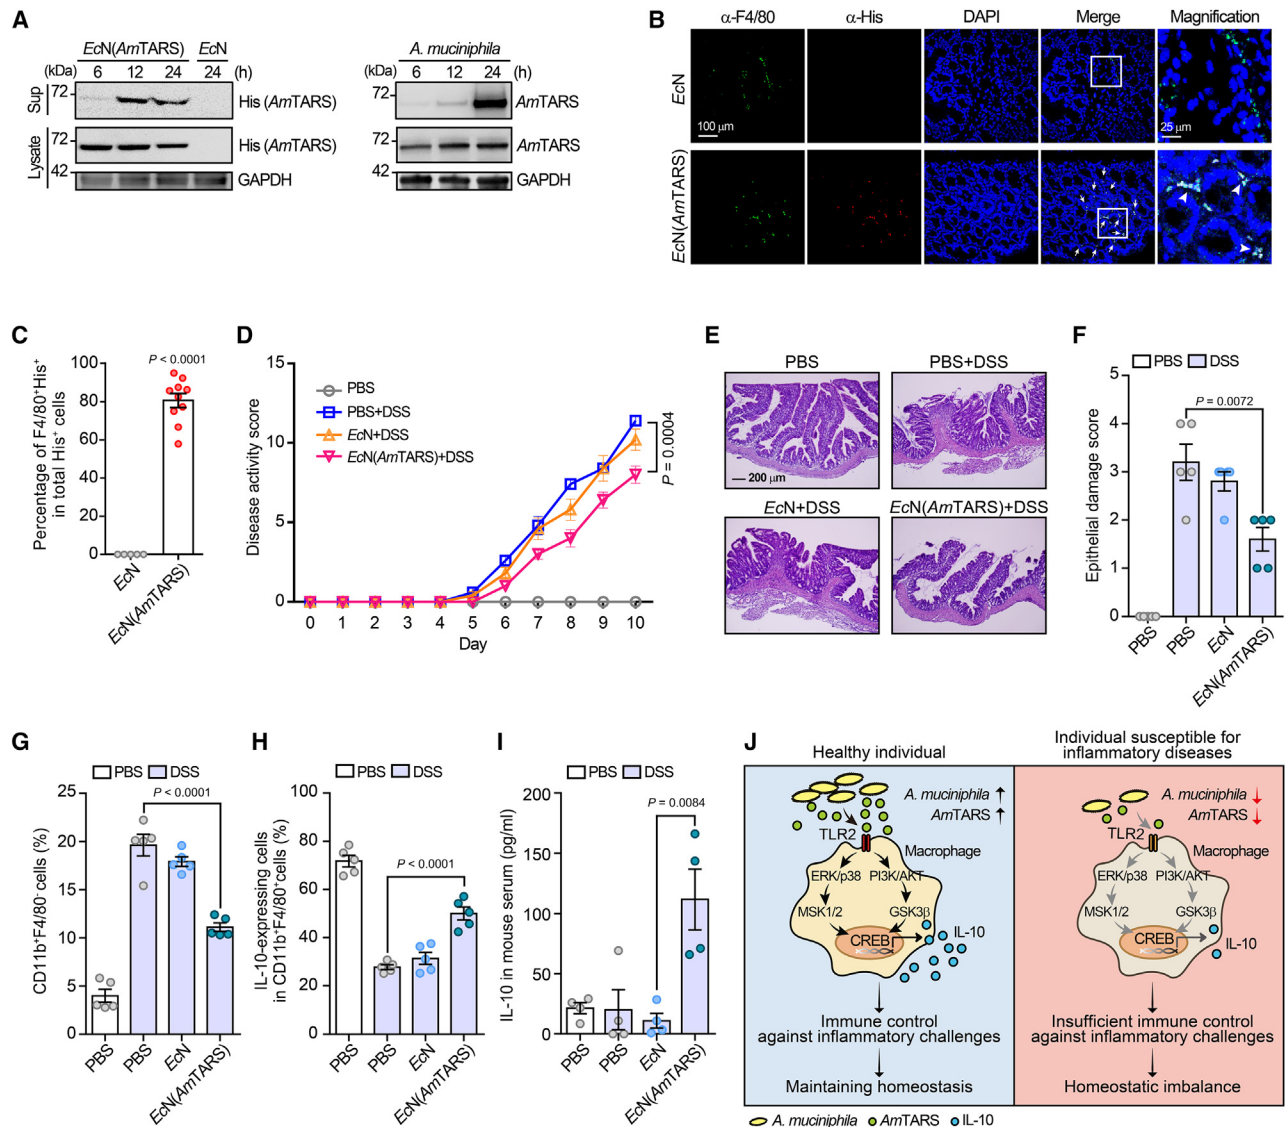 A
EcN(AmTARS) EcN
(kDa) 6 12 24 24 (h)
Sup
72
His (AmTARS)
Lysate
72
His (AmTARS)
42
GAPDH
A. muciniphila
(kDa) 6 12 24 (h)
72
AmTARS
72
AmTARS
42
GAPDH
B
α-F4/80 α-His DAPI Merge Magnification
EcN
100 μm
25 μm
EcN(AmTARS)
C
P < 0.0001
Percentage of F4/80⁺His⁺
in total His⁺ cells
100
80
60
40
20
0
EcN
EcN(AmTARS)
D
Disease activity score
15
10
5
0
PBS
PBS+DSS
EcN+DSS
EcN(AmTARS)+DSS
P = 0.0004
0 1 2 3 4 5 6 7 8 9 10
Day
E
PBS PBS+DSS
200 μm
EcN+DSS EcN(AmTARS)+DSS
F
PBS DSS
P = 0.0072
Epithelial damage score
5
4
3
2
1
0
PBS
PBS
EcN
EcN(AmTARS)
G
PBS DSS
P < 0.0001
CD11b⁺F4/80⁻cells (%)
25
20
15
10
5
0
PBS
PBS
EcN
EcN(AmTARS)
H
PBS DSS
P < 0.0001
IL-10-expressing cells
in CD11b⁺F4/80⁺cells (%)
100
80
60
40
20
0
PBS
PBS
EcN
EcN(AmTARS)
I
PBS DSS
P = 0.0084
IL-10 in mouse serum (pg/ml)
200
150
100
50
0
PBS
PBS
EcN
EcN(AmTARS)
J
Healthy individual
A. muciniphila
AmTARS
TLR2
Macrophage
ERK/p38 PI3K/AKT
MSK1/2 GSK3β
CREB
IL-10
Immune control
against inflammatory challenges
Maintaining homeostasis
Individual susceptible for
inflammatory diseases
A. muciniphila
AmTARS
TLR2
Macrophage
ERK/p38 PI3K/AKT
MSK1/2 GSK3β
CREB
IL-10
Insufficient immune control
against inflammatory challenges
Homeostatic imbalance
A. muciniphila AmTARS IL-10